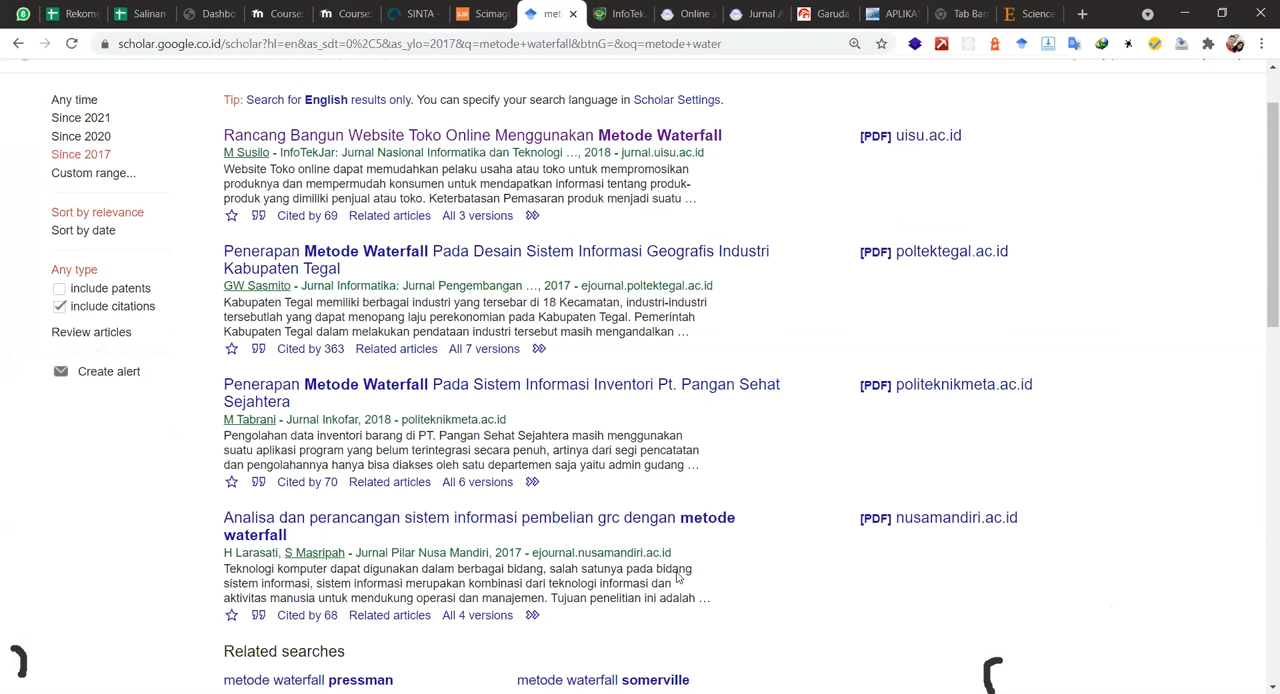 Rekome
Salinan
Dashbo
Course:
Course:
SINTA -
Scimag
met
InfoTek
Online J
Jurnal A
Garuda
APLIKA
Tab Bar
Science
scholar.google.co.id/scholar?hl=en&as_sdt=0%2C5&as_ylo=2017&q=metode+waterfall&btnG=&oq=metode+water
Any time
Since 2021
Since 2020
Since 2017
Custom range...
Sort by relevance
Sort by date
Any type
include patents
include citations
Review articles
Create alert
Tip: Search for English results only. You can specify your search language in Scholar Settings.
Rancang Bangun Website Toko Online Menggunakan Metode Waterfall
[PDF] uisu.ac.id
M Susilo - InfoTekJar: Jurnal Nasional Informatika dan Teknologi …, 2018 - jurnal.uisu.ac.id
Website Toko online dapat memudahkan pelaku usaha atau toko untuk mempromosikan
produknya dan mempermudah konsumen untuk mendapatkan informasi tentang produk-
produk yang dimiliki penjual atau toko. Keterbatasan Pemasaran produk menjadi suatu …
Cited by 69 Related articles All 3 versions
Penerapan Metode Waterfall Pada Desain Sistem Informasi Geografis Industri
Kabupaten Tegal
[PDF] poltektegal.ac.id
GW Sasmito - Jurnal Informatika: Jurnal Pengembangan …, 2017 - ejournal.poltektegal.ac.id
Kabupaten Tegal memiliki berbagai industri yang tersebar di 18 Kecamatan, industri-industri
tersebutlah yang dapat menopang laju perekonomian pada Kabupaten Tegal. Pemerintah
Kabupaten Tegal dalam melakukan pendataan industri tersebut masih mengandalkan …
Cited by 363 Related articles All 7 versions
Penerapan Metode Waterfall Pada Sistem Informasi Inventori Pt. Pangan Sehat
Sejahtera
[PDF] politeknikmeta.ac.id
M Tabrani - Jurnal Inkofar, 2018 - politeknikmeta.ac.id
Pengolahan data inventori barang di PT. Pangan Sehat Sejahtera masih menggunakan
suatu aplikasi program yang belum terintegrasi secara penuh, artinya dari segi pencatatan
dan pengolahannya hanya bisa diakses oleh satu departemen saja yaitu admin gudang …
Cited by 70 Related articles All 6 versions
Analisa dan perancangan sistem informasi pembelian grc dengan metode
waterfall
[PDF] nusamandiri.ac.id
H Larasati, S Masripah - Jurnal Pilar Nusa Mandiri, 2017 - ejournal.nusamandiri.ac.id
Teknologi komputer dapat digunakan dalam berbagai bidang, salah satunya pada bidang
sistem informasi, sistem informasi merupakan kombinasi dari teknologi informasi dan
aktivitas manusia untuk mendukung operasi dan manajemen. Tujuan penelitian ini adalah …
Cited by 68 Related articles All 4 versions
Related searches
metode waterfall pressman
metode waterfall somerville